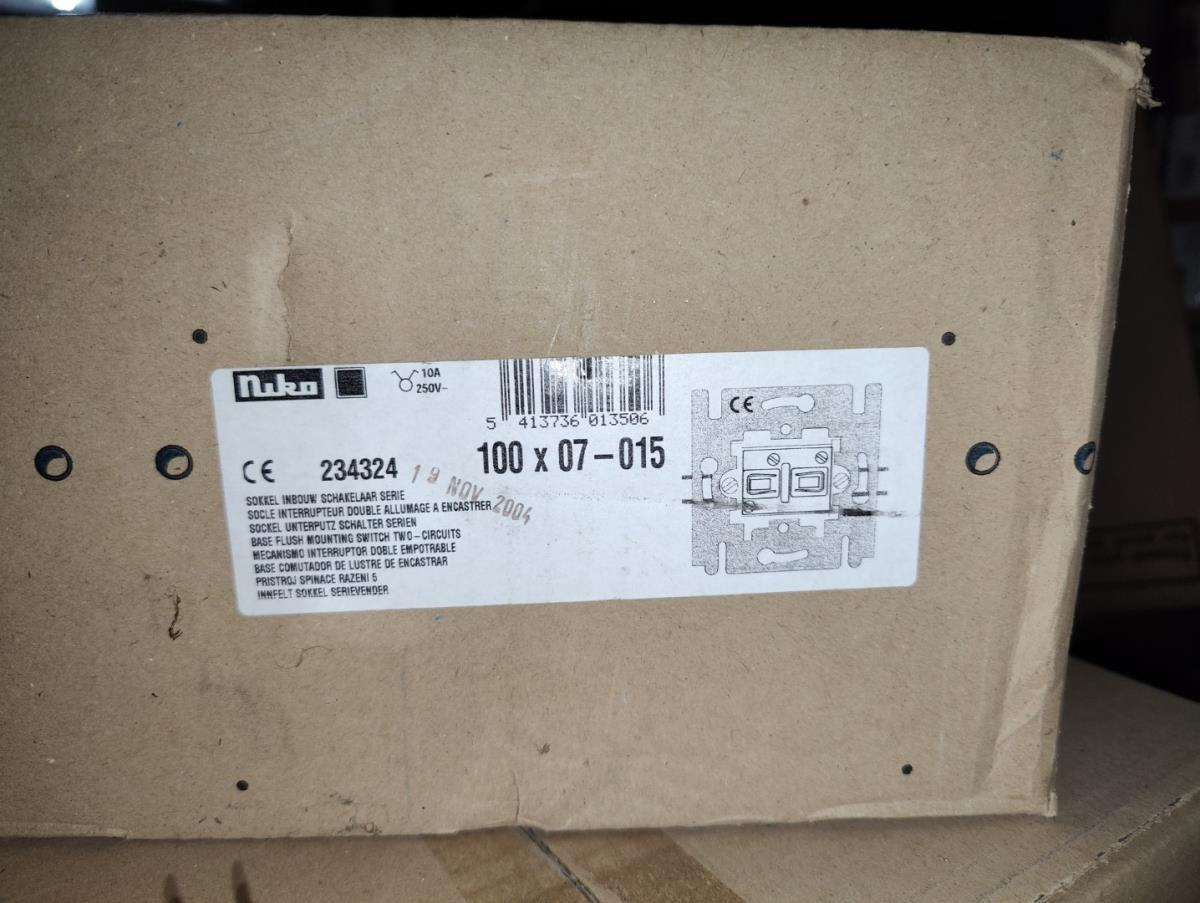 Niko
10A
250V~
5 413736 013506
CE 234324
100 x 07-015
19 NOV 2004
SOKKEL INBOUW SCHAKELAAR SERIE
SOCLE INTERRUPTEUR DOUBLE ALLUMAGE A ENCASTRER
SOCKEL UNTERPUTZ SCHALTER SERIEN
BASE FLUSH MOUNTING SWITCH TWO-CIRCUITS
MECANISMO INTERRUPTOR DOBLE EMPOTRABLE
BASE COMUTADOR DE LUSTRE DE ENCASTRAR
PRISTROJ SPINACE RAZENI 5
INNFELT SOKKEL SERIEVENDER
CE